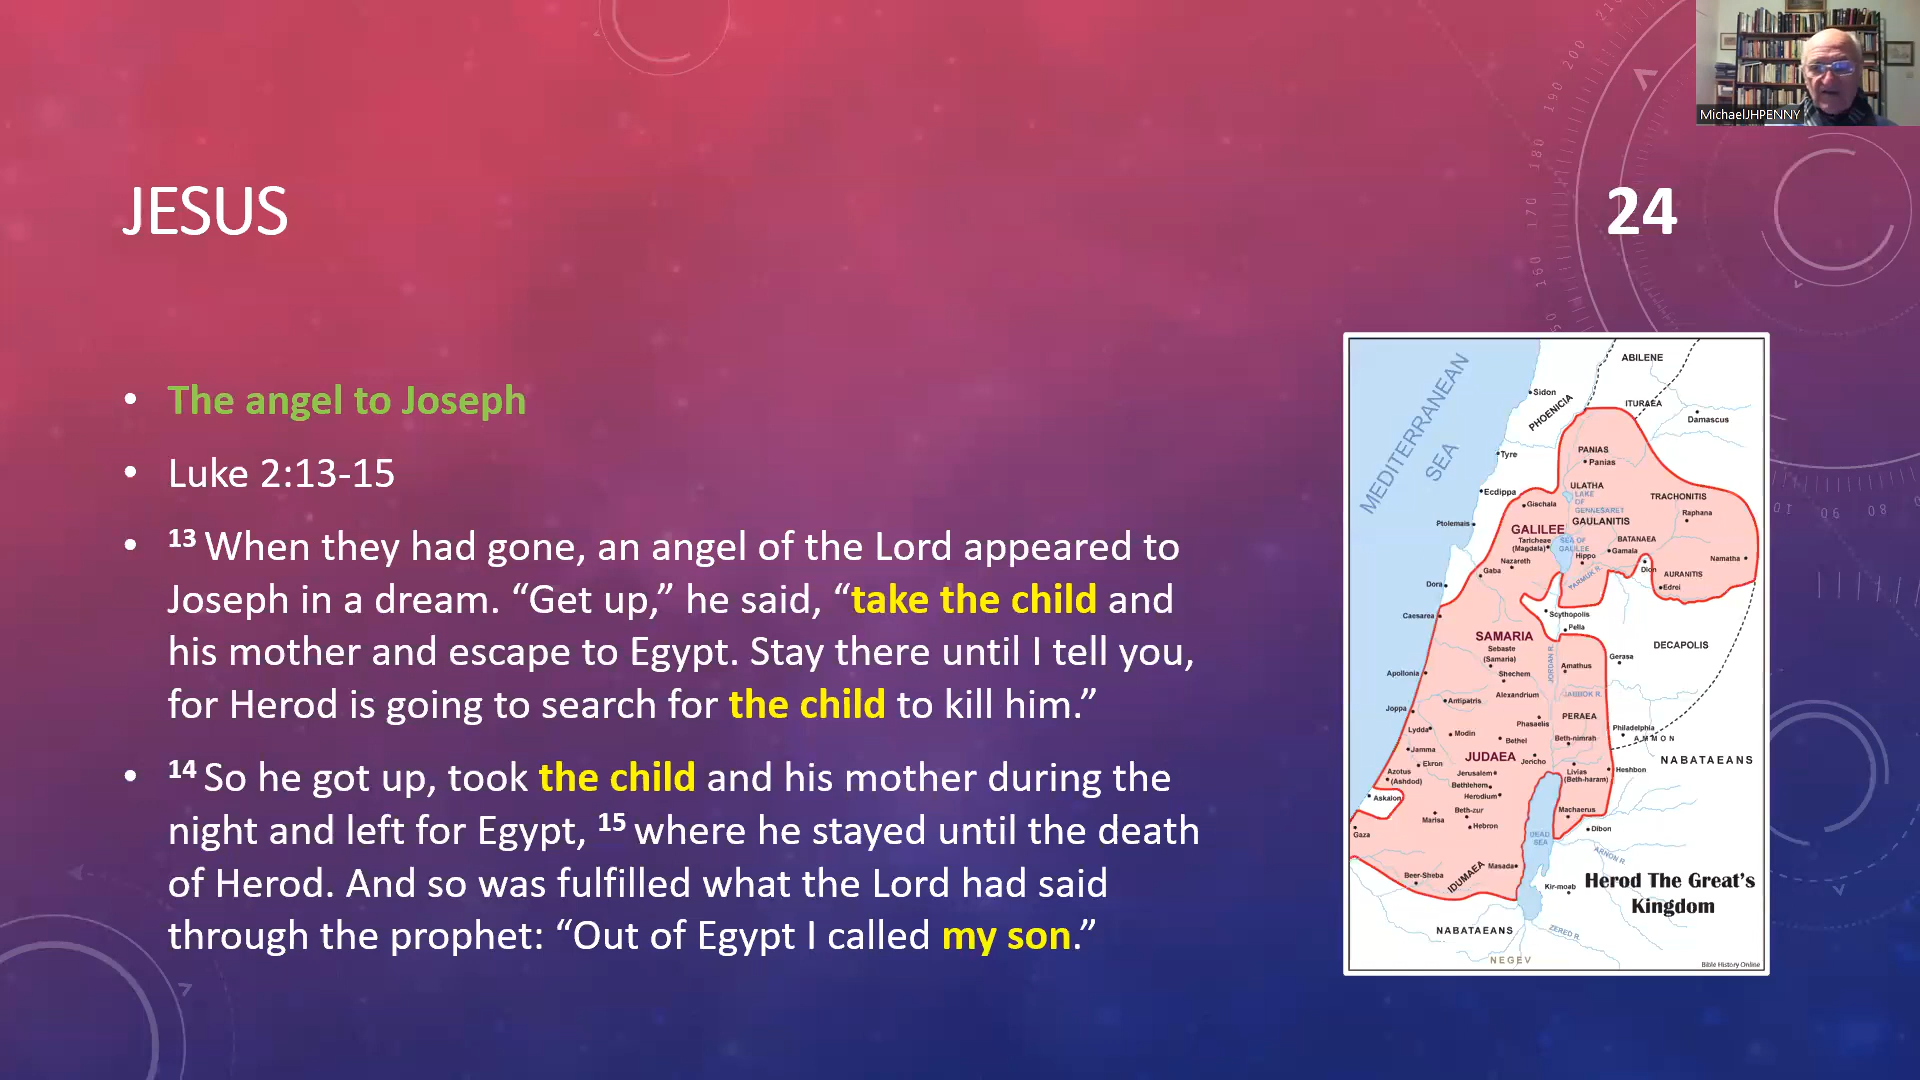 MichaelJHPENNY
JESUS
24
• The angel to Joseph
• Luke 2:13-15
• 13 When they had gone, an angel of the Lord appeared to
Joseph in a dream. “Get up,” he said, “take the child and
his mother and escape to Egypt. Stay there until I tell you,
for Herod is going to search for the child to kill him.”
• 14 So he got up, took the child and his mother during the
night and left for Egypt, 15 where he stayed until the death
of Herod. And so was fulfilled what the Lord had said
through the prophet: “Out of Egypt I called my son.”
MEDITERRANEAN
SEA
ABILENE
Sidon
PHOENICIA
ITURAEA
Damascus
PANIAS
Panias
Tyre
ULATHA
LAKE
OF
GENNESARET
TRACHONITIS
Ecdippa
Gischala
Raphana
GAULANITIS
Ptolemais
GALILEE
Taricheae
(Magdala)
SEA OF
GALILEE
BATANAEA
Gamala
Hippo
Nazareth
Namatha
Gaba
Dion
AURANITIS
YARMUK R.
Dora
Edrei
Caesarea
Scythopolis
Pella
SAMARIA
DECAPOLIS
Sebaste
(Samaria)
Gerasa
JORDAN R.
Amathus
Apollonia
Shechem
Alexandrium
JABBOK R.
Antipatris
Joppa
Phasaelis
PERAEA
Lydda
Modin
Philadelphia
AMMON
Bethel
Beth-nimrah
Jamma
JUDAEA
Jericho
NABATAEANS
Ekron
Azotus
(Ashdod)
Jerusalem
Livias
(Beth-haram)
Heshbon
Bethlehem
Herodium
Askalon
Beth-zur
Machaerus
Marisa
Hebron
Gaza
DEAD
SEA
Dibon
ARNON R.
IDUMAEA
Masada
Beer-Sheba
Kir-moab
Herod The Great’s
Kingdom
NABATAEANS
ZERED R.
NEGEV
Bible History Online
210
200
190
180
170
160
80
90